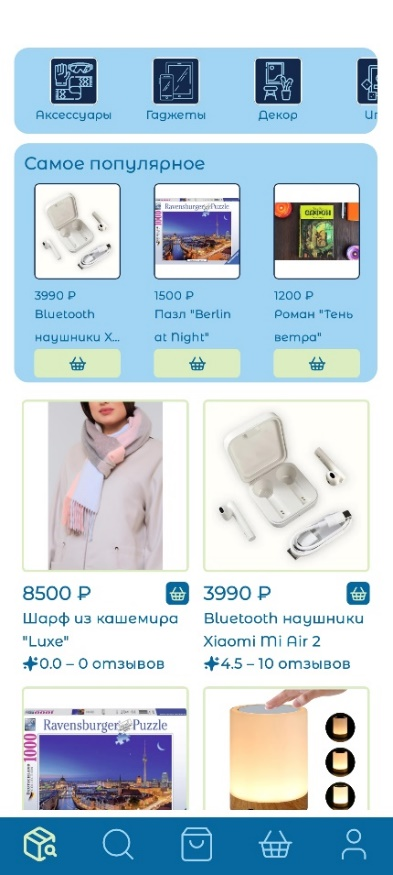 Аксессуары
Гаджеты
Декор
Самое популярное
Ravensburger Puzzle
1000
3990 ₽
1500 ₽
1200 ₽
Bluetooth
наушники X...
Пазл "Berlin
at Night"
Роман "Тень
ветра"
8500 ₽
3990 ₽
Шарф из кашемира
"Luxe"
Bluetooth наушники
Xiaomi Mi Air 2
0.0 – 0 отзывов
4.5 – 10 отзывов
Ravensburger Puzzle
1000